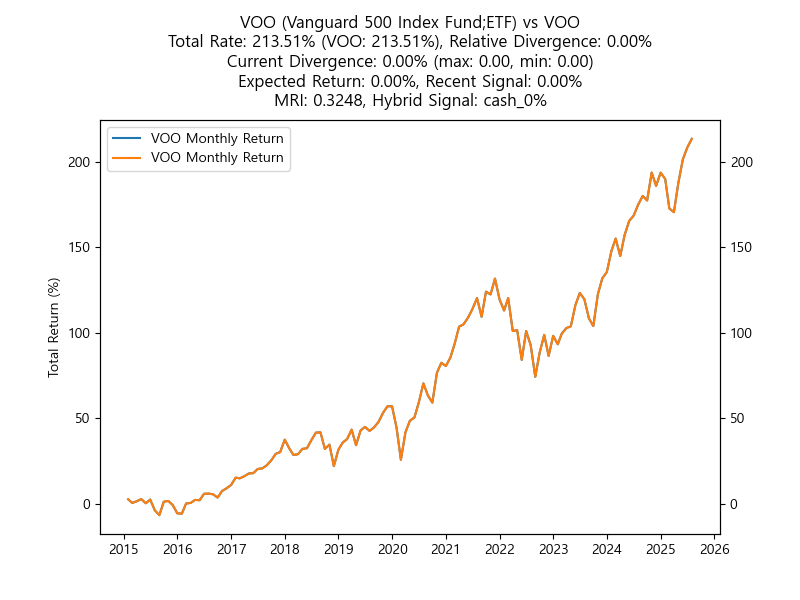 VOO (Vanguard 500 Index Fund;ETF) vs VOO
Total Rate: 213.51% (VOO: 213.51%), Relative Divergence: 0.00%
Current Divergence: 0.00% (max: 0.00, min: 0.00)
Expected Return: 0.00%, Recent Signal: 0.00%
MRI: 0.3248, Hybrid Signal: cash_0%
VOO Monthly Return
VOO Monthly Return
Total Return (%)
200
150
100
50
0
200
150
100
50
0
2015 2016 2017 2018 2019 2020 2021 2022 2023 2024 2025 2026